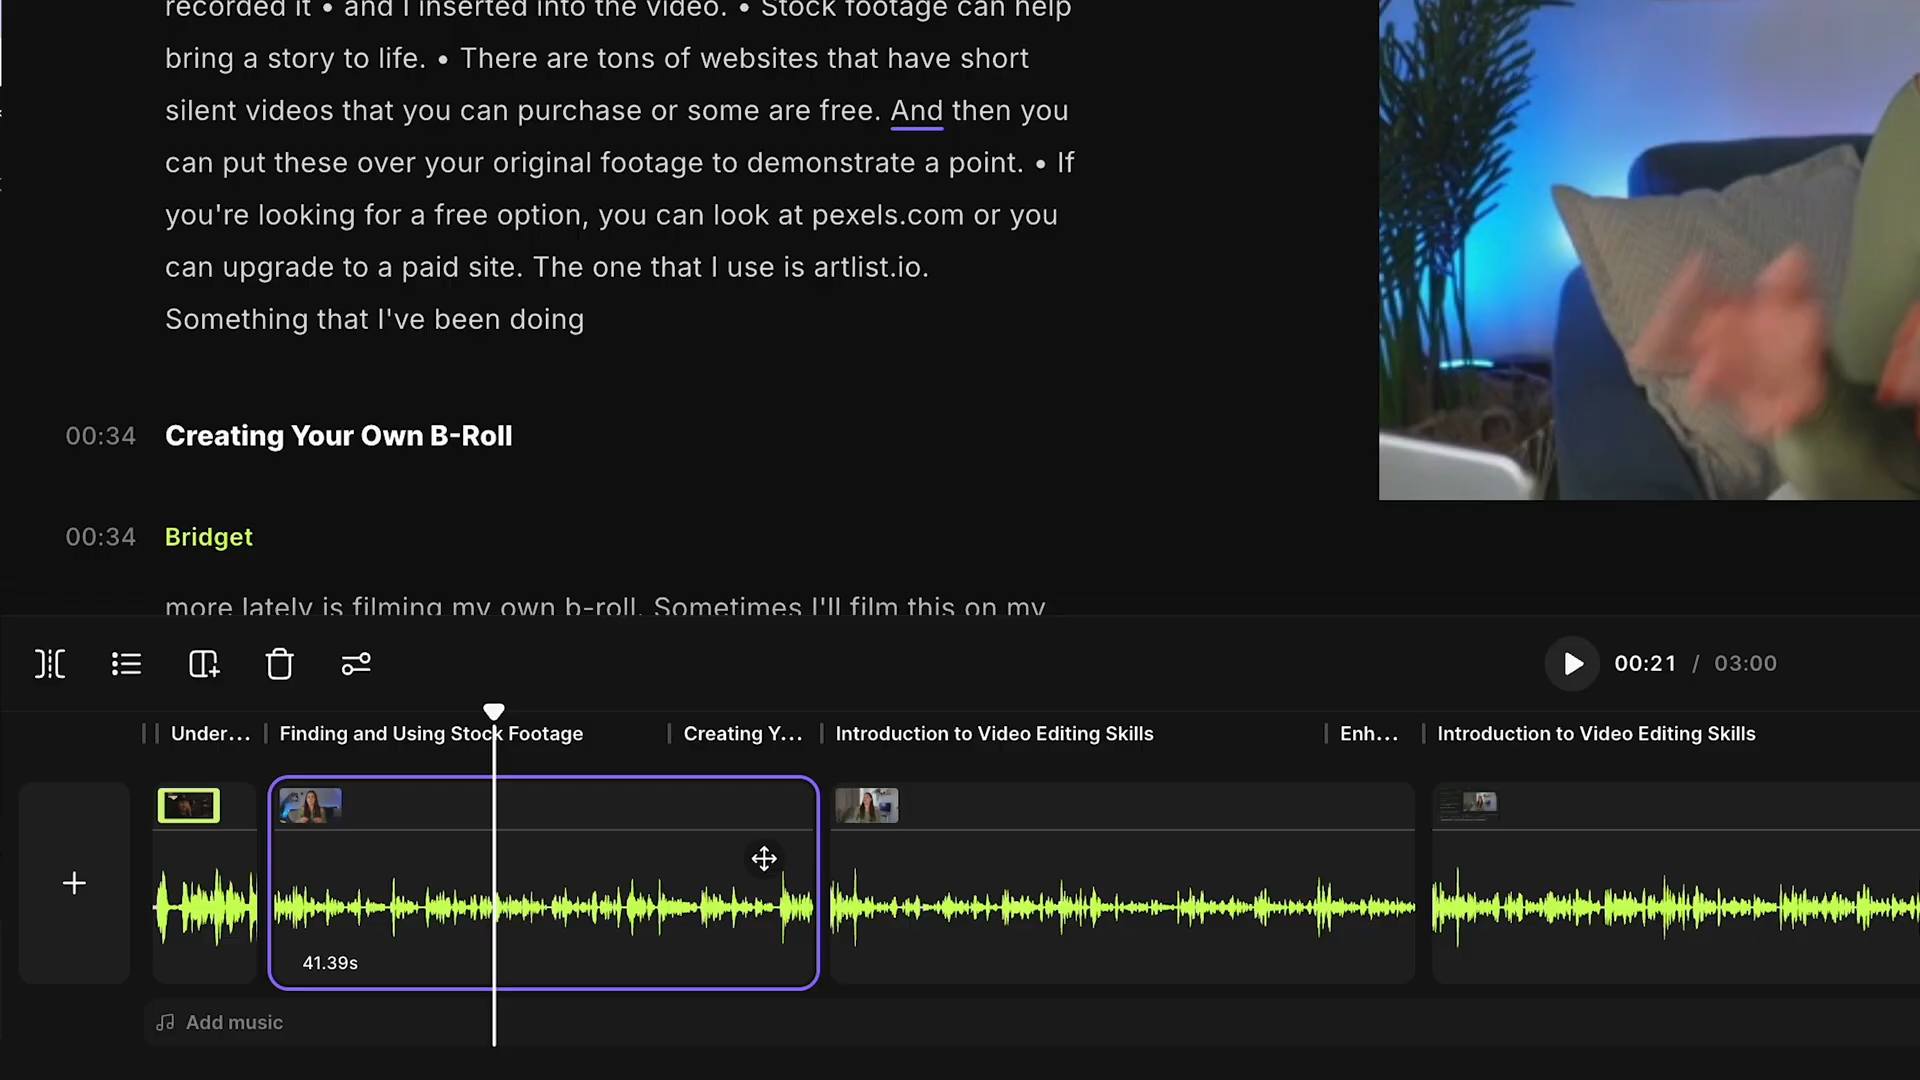 recorded it • and I inserted into the video. • Stock footage can help
bring a story to life. • There are tons of websites that have short
silent videos that you can purchase or some are free. And then you
can put these over your original footage to demonstrate a point. • If
you're looking for a free option, you can look at pexels.com or you
can upgrade to a paid site. The one that I use is artlist.io.
Something that I've been doing
00:34 Creating Your Own B-Roll
00:34 Bridget
more lately is filming my own b-roll. Sometimes I'll film this on my
00:21 / 03:00
Under... Finding and Using Stock Footage Creating Y... Introduction to Video Editing Skills Enh... Introduction to Video Editing Skills
41.39s
Add music